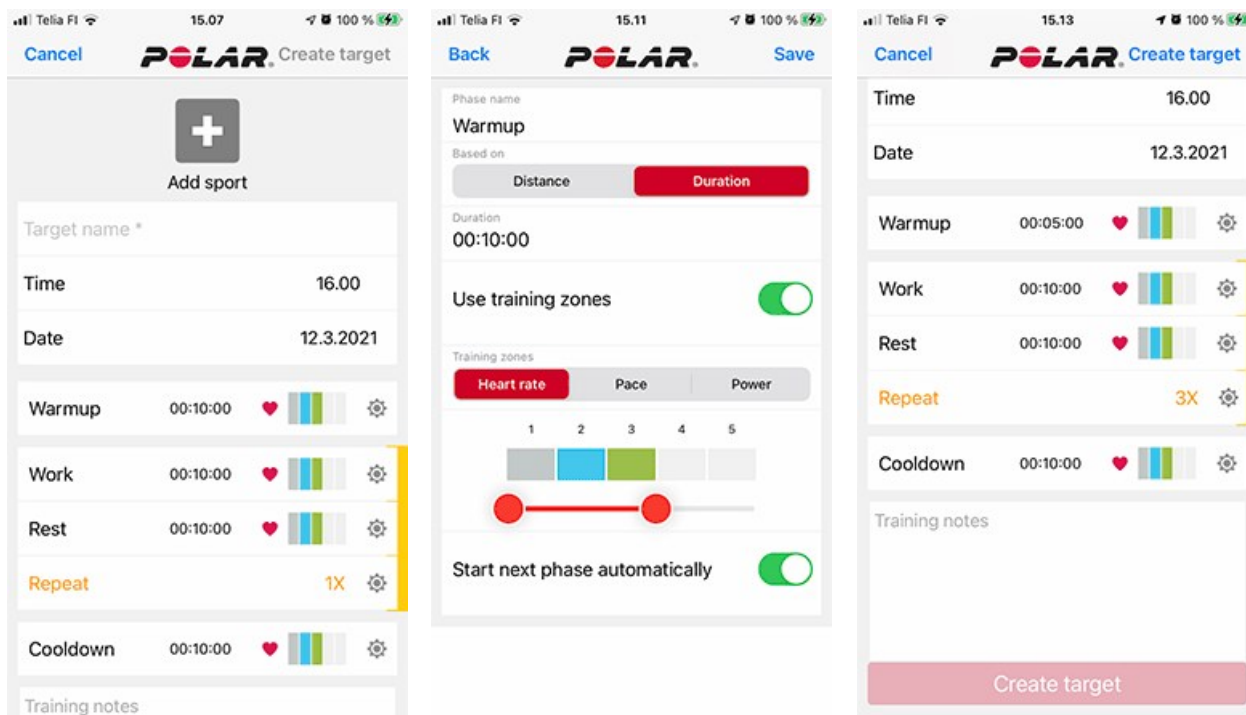 Telia FI 15.07 100 %
Cancel POLAR. Create target
Add sport
Target name *
Time 16.00
Date 12.3.2021
Warmup 00:10:00
Work 00:10:00
Rest 00:10:00
Repeat 1X
Cooldown 00:10:00
Training notes
Telia FI 15.11 100 %
Back POLAR. Save
Phase name
Warmup
Based on
Distance Duration
Duration
00:10:00
Use training zones
Training zones
Heart rate Pace Power
1 2 3 4 5
Start next phase automatically
Telia FI 15.13 100 %
Cancel POLAR. Create target
Time 16.00
Date 12.3.2021
Warmup 00:05:00
Work 00:10:00
Rest 00:10:00
Repeat 3X
Cooldown 00:10:00
Training notes
Create target